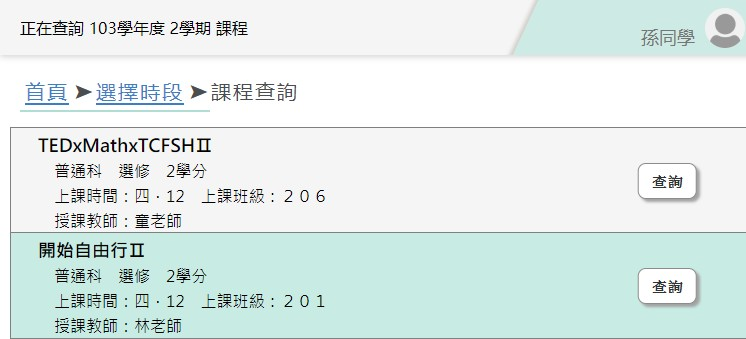 正在查詢 103學年度 2學期 課程
孫同學
首頁 ➤ 選擇時段 ➤ 課程查詢
TEDxMathxTCFSHⅡ
普通科 選修 2學分
上課時間：四．12 上課班級：２０６
授課教師：童老師
查詢
開始自由行Ⅱ
普通科 選修 2學分
上課時間：四．12 上課班級：２０１
授課教師：林老師
查詢